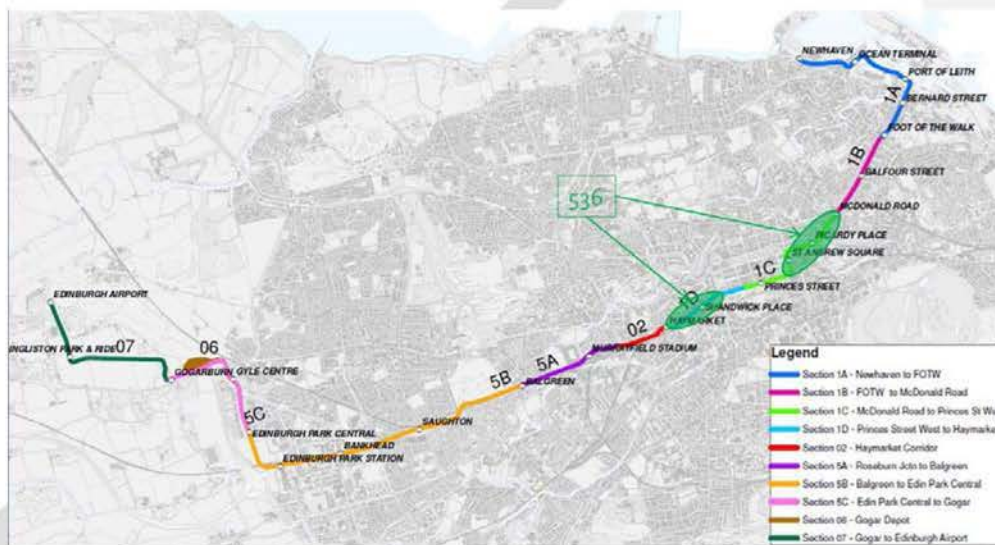 NEWHAVEN
OCEAN TERMINAL
PORT OF LEITH
1A
BERNARD STREET
FOOT OF THE WALK
1B
BALFOUR STREET
536
MCDONALD ROAD
PICARDY PLACE
ST ANDREW SQUARE
1C
PRINCES STREET
1D
SHANDWICK PLACE
HAYMARKET
02
MURRAYFIELD STADIUM
EDINBURGH AIRPORT
INGLISTON PARK & RIDE
07
06
GOGARBURN
GYLE CENTRE
5A
5B
BALGREEN
5C
SAUGHTON
EDINBURGH PARK CENTRAL
BANKHEAD
EDINBURGH PARK STATION
Legend
Section 1A - Newhaven to FOTW
Section 1B - FOTW to McDonald Road
Section 1C - McDonald Road to Princes St We
Section 1D - Princes Street West to Haymarket
Section 02 - Haymarket Corridor
Section 5A - Roseburn Jctn to Balgreen
Section 5B - Balgreen to Edin Park Central
Section 5C - Edin Park Central to Gogar
Section 06 - Gogar Depot
Section 07 - Gogar to Edinburgh Airport